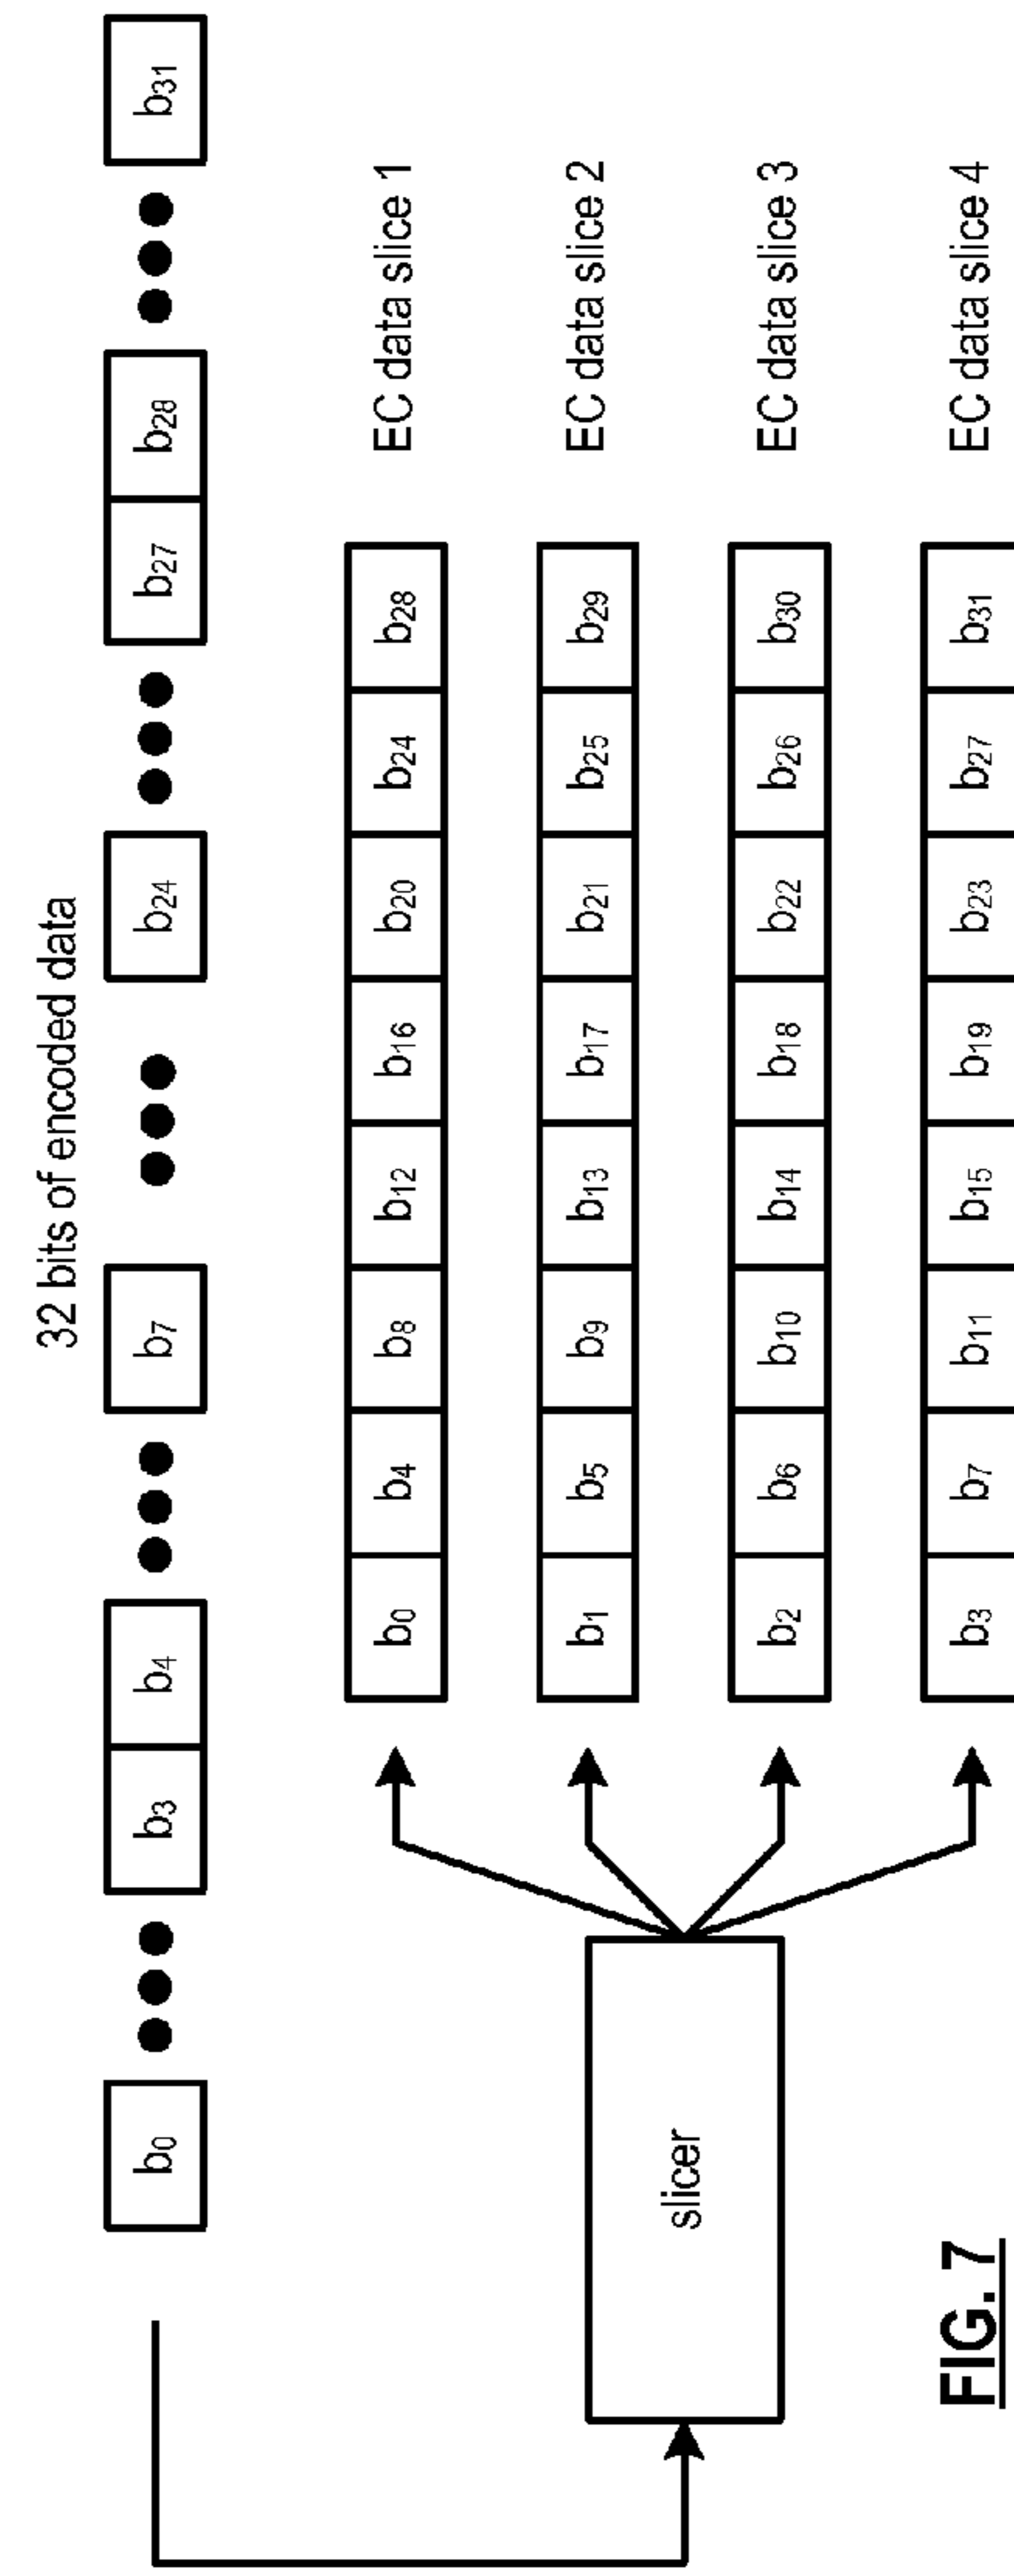 32 bits of encoded data
b0 b3 b4 b7 b24 b27 b28 b31
slicer
b0 b4 b8 b12 b16 b20 b24 b28 EC data slice 1
b1 b5 b9 b13 b17 b21 b25 b29 EC data slice 2
b2 b6 b10 b14 b18 b22 b26 b30 EC data slice 3
b3 b7 b11 b15 b19 b23 b27 b31 EC data slice 4
FIG. 7